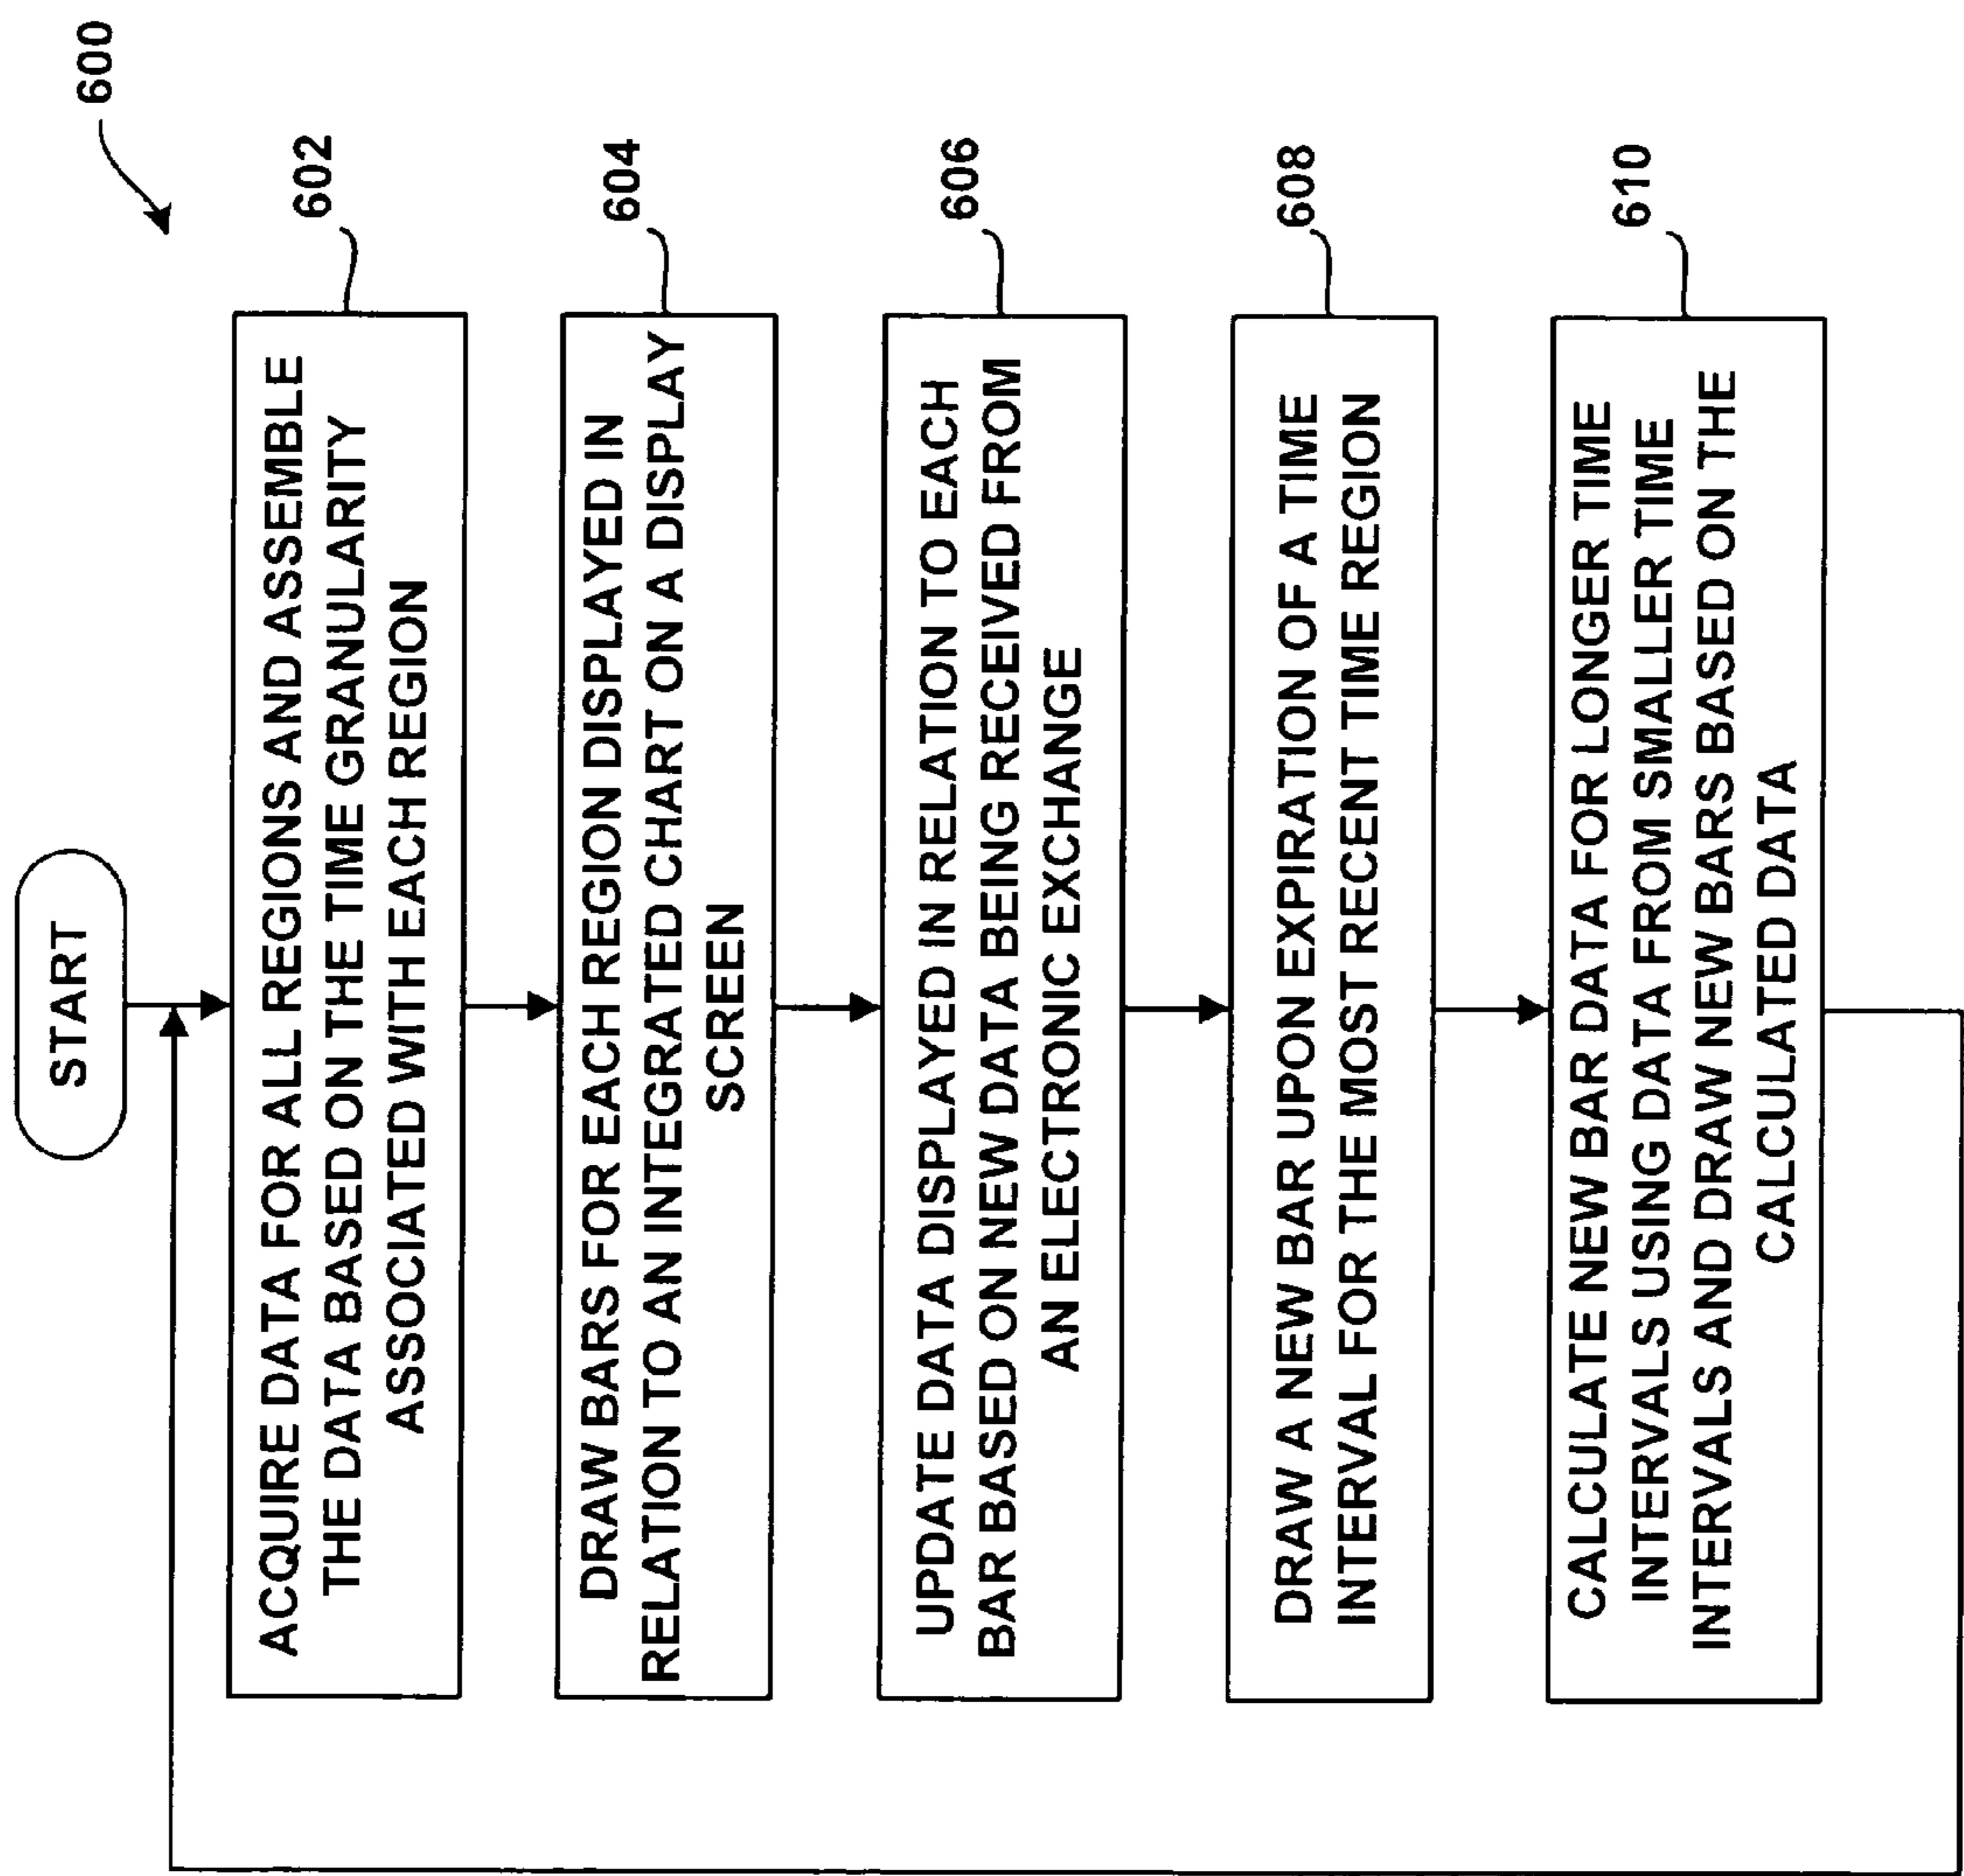 600
START
ACQUIRE DATA FOR ALL REGIONS AND ASSEMBLE
THE DATA BASED ON THE TIME GRANULARITY
ASSOCIATED WITH EACH REGION
602
DRAW BARS FOR EACH REGION DISPLAYED IN
RELATION TO AN INTEGRATED CHART ON A DISPLAY
SCREEN
604
UPDATE DATA DISPLAYED IN RELATION TO EACH
BAR BASED ON NEW DATA BEING RECEIVED FROM
AN ELECTRONIC EXCHANGE
606
DRAW A NEW BAR UPON EXPIRATION OF A TIME
INTERVAL FOR THE MOST RECENT TIME REGION
608
CALCULATE NEW BAR DATA FOR LONGER TIME
INTERVALS USING DATA FROM SMALLER TIME
INTERVALS AND DRAW NEW BARS BASED ON THE
CALCULATED DATA
610